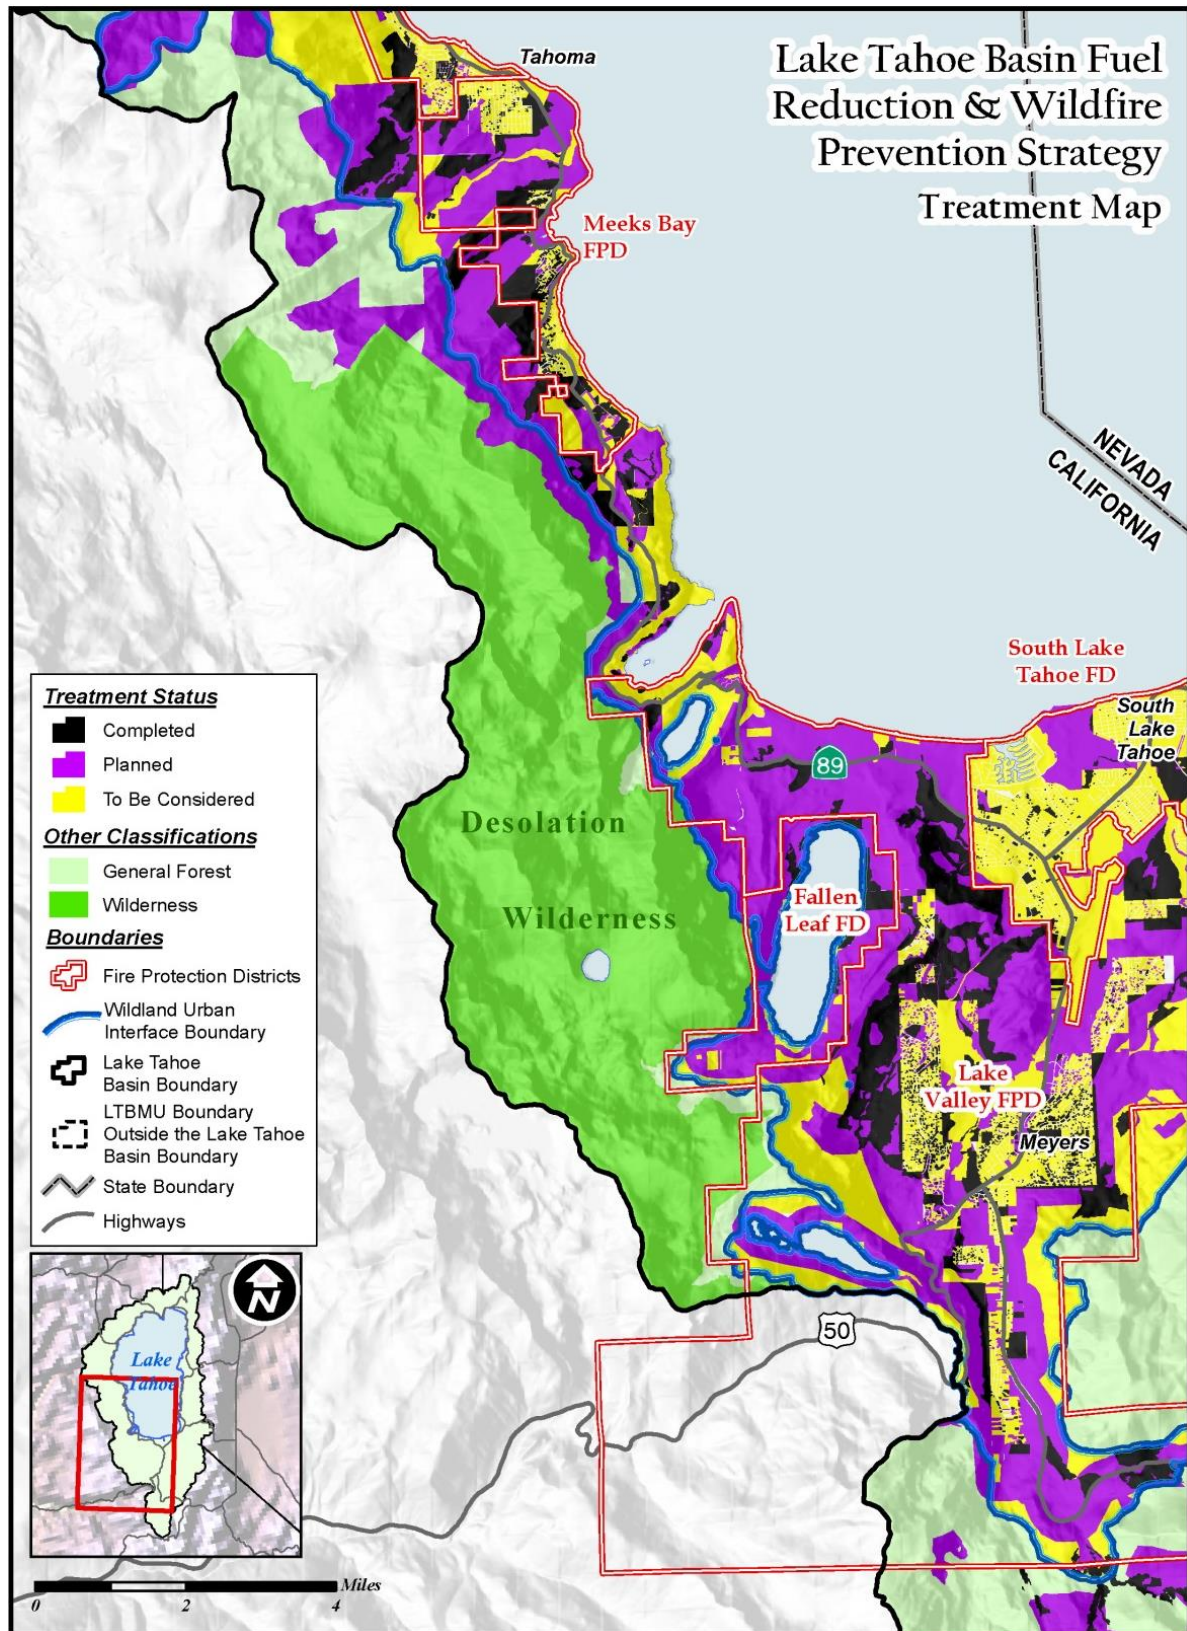 Lake Tahoe Basin Fuel
Reduction & Wildfire
Prevention Strategy
Treatment Map
Tahoma
Meeks Bay
FPD
NEVADA
CALIFORNIA
South Lake
Tahoe FD
South
Lake
Tahoe
89
Desolation
Wilderness
Fallen
Leaf FD
Lake
Valley FPD
Meyers
50
Treatment Status
Completed
Planned
To Be Considered
Other Classifications
General Forest
Wilderness
Boundaries
Fire Protection Districts
Wildland Urban
Interface Boundary
Lake Tahoe
Basin Boundary
LTBMU Boundary
Outside the Lake Tahoe
Basin Boundary
State Boundary
Highways
N
Lake
Tahoe
Miles
0 2 4